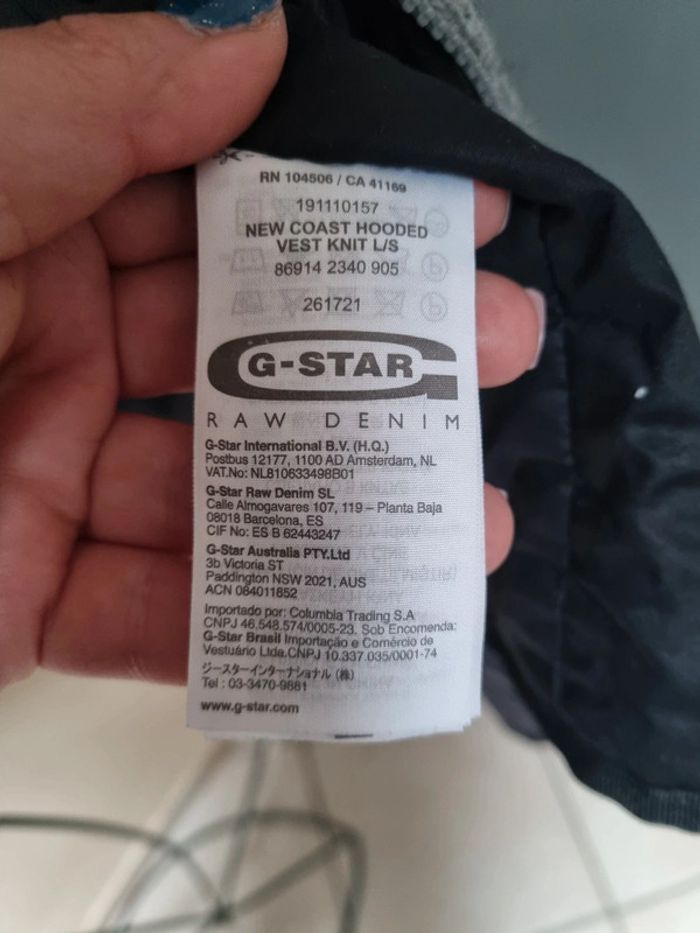 RN 104506 / CA 41169
191110157
NEW COAST HOODED
VEST KNIT L/S
86914 2340 905
261721
G-STAR
RAW DENIM
G-Star International B.V. (H.Q.)
Postbus 12177, 1100 AD Amsterdam, NL
VAT.No: NL810633498B01
G-Star Raw Denim SL
Calle Almogavares 107, 119 – Planta Baja
08018 Barcelona, ES
CIF No: ES B 62443247
G-Star Australia PTY.Ltd
3b Victoria ST
Paddington NSW 2021, AUS
ACN 084011852
Importado por: Columbia Trading S.A
CNPJ 46.548.574/0005-23. Sob Encomenda:
G-Star Brasil Importação e Comércio de
Vestuário Ltda.CNPJ 10.337.035/0001-74
ジースターインターナショナル (株)
Tel : 03-3470-9881
www.g-star.com